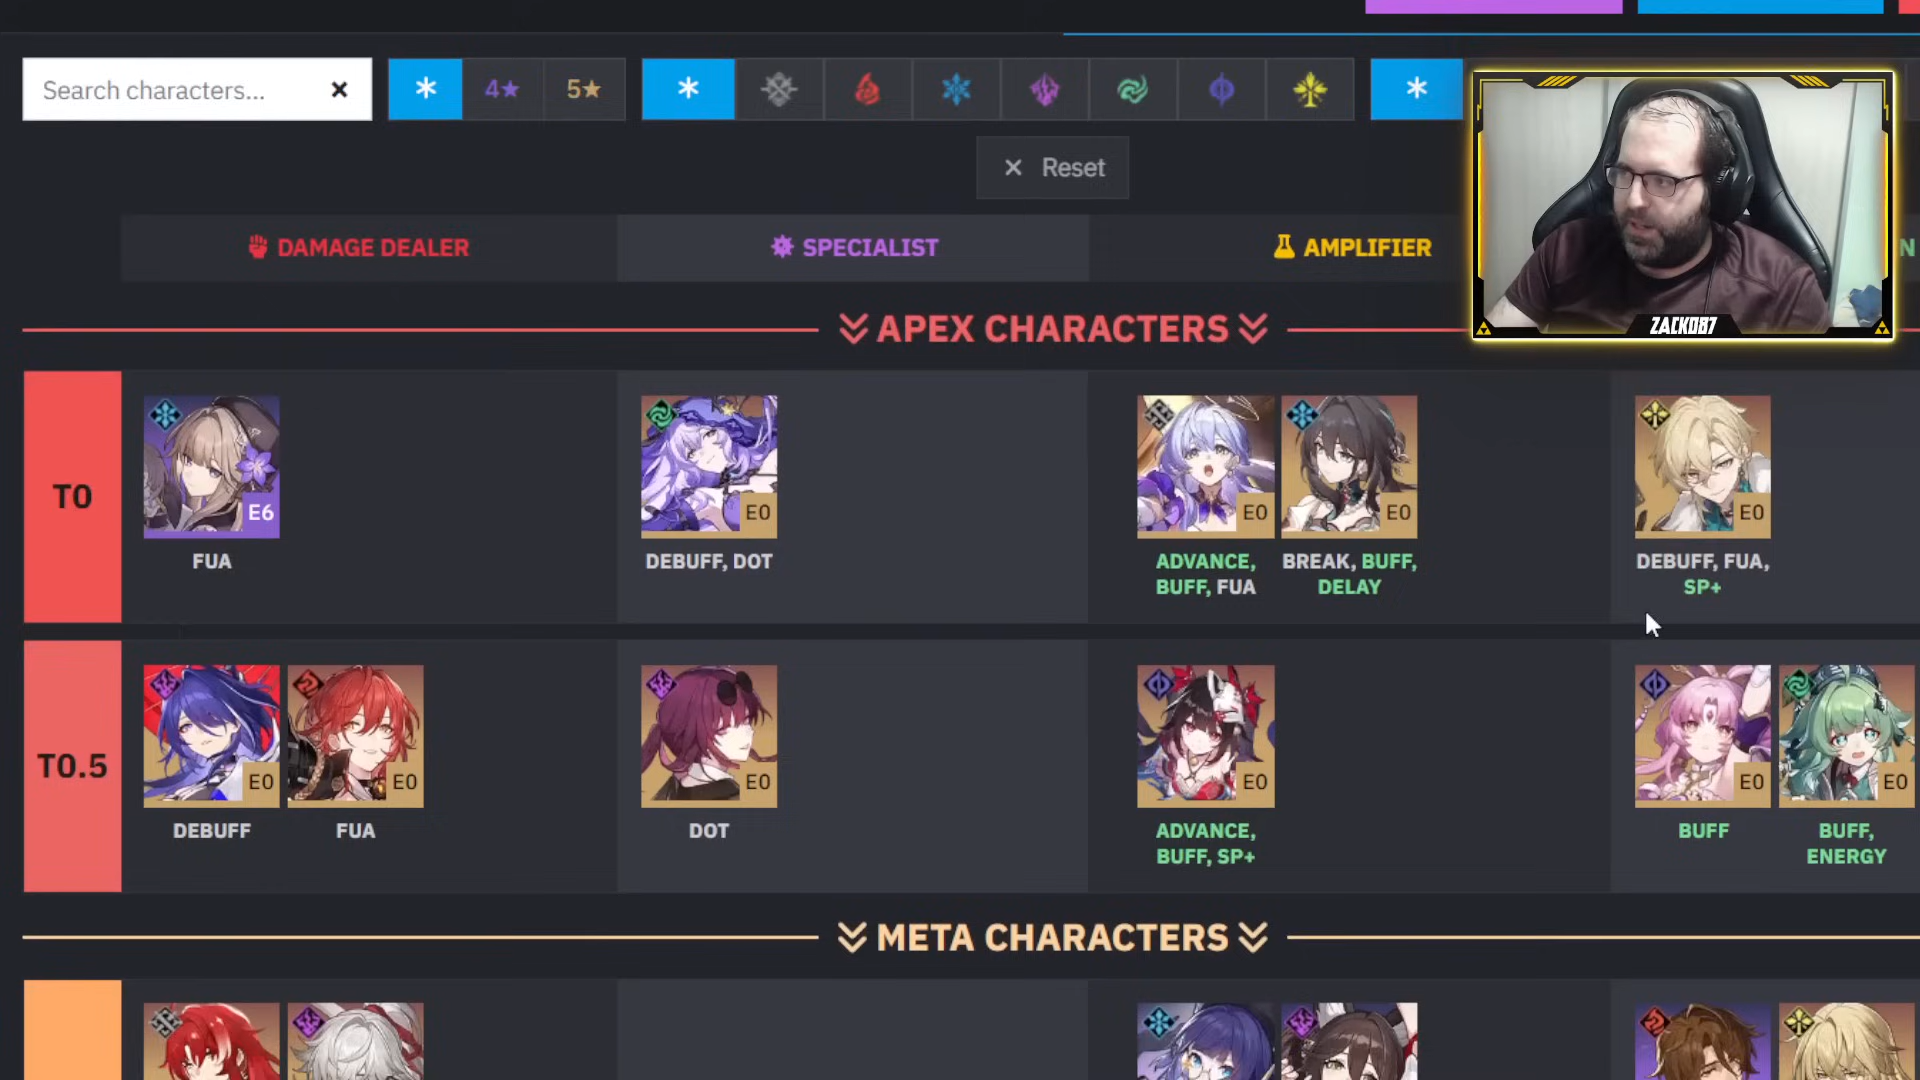 Search characters...
4★
5★
Reset
DAMAGE DEALER
SPECIALIST
AMPLIFIER
N
ZACK087
APEX CHARACTERS
T0
E6
E0
E0
E0
E0
FUA
DEBUFF, DOT
ADVANCE,
BUFF, FUA
BREAK, BUFF,
DELAY
DEBUFF, FUA,
SP+
T0.5
E0
E0
E0
E0
E0
E0
DEBUFF
FUA
DOT
ADVANCE,
BUFF, SP+
BUFF
BUFF,
ENERGY
META CHARACTERS